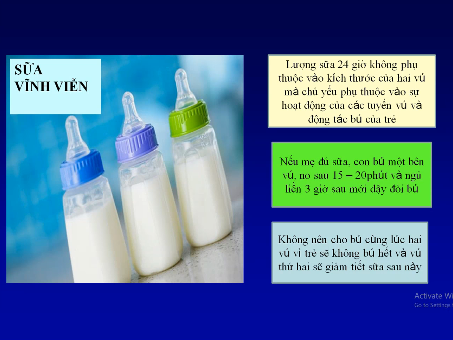 SỮA
VĨNH VIỄN
Lượng sữa 24 giờ không phụ
thuộc vào kích thước của hai vú
mà chủ yếu phụ thuộc vào sự
hoạt động của các tuyến vú và
động tác bú của trẻ
Nếu mẹ đủ sữa, con bú một bên
vú, no sau 15 – 20phút và ngủ
liền 3 giờ sau mới dậy đòi bú
Không nên cho bú cùng lúc hai
vú vì trẻ sẽ không bú hết và vú
thứ hai sẽ giảm tiết sữa sau này
Activate Wi
Go to Settings